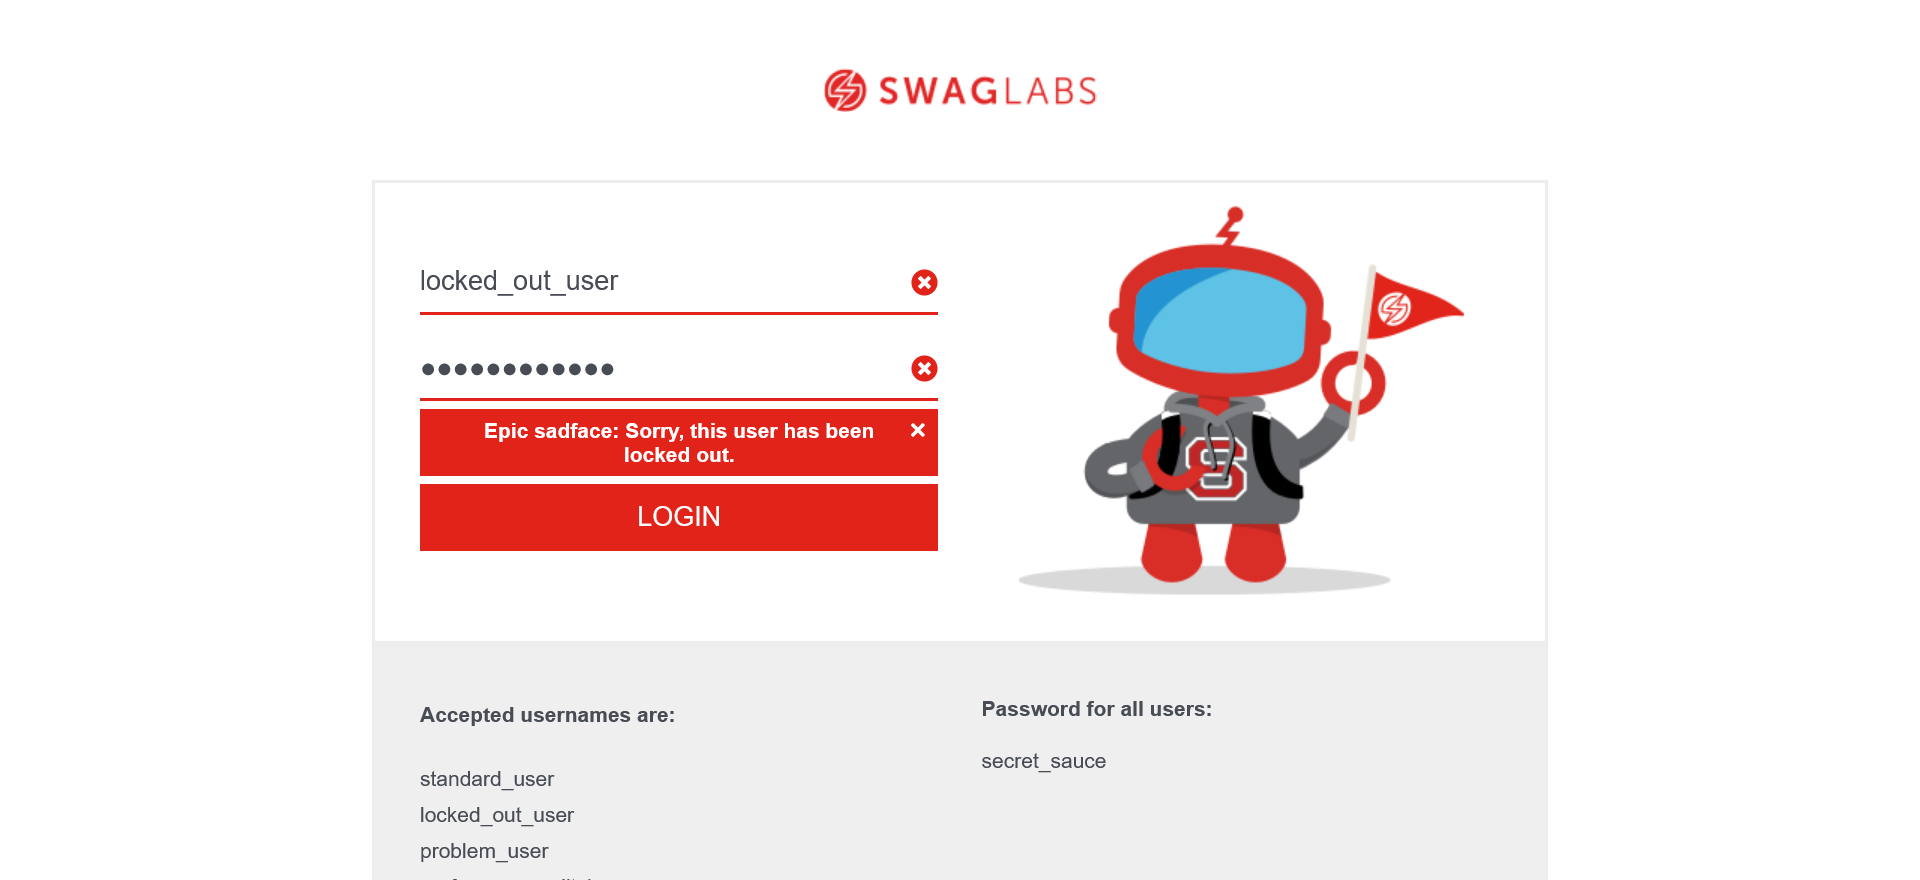 SWAGLABS
locked_out_user
••••••••••••
Epic sadface: Sorry, this user has been
locked out.
LOGIN
S
Accepted usernames are:
standard_user
locked_out_user
problem_user
Password for all users:
secret_sauce